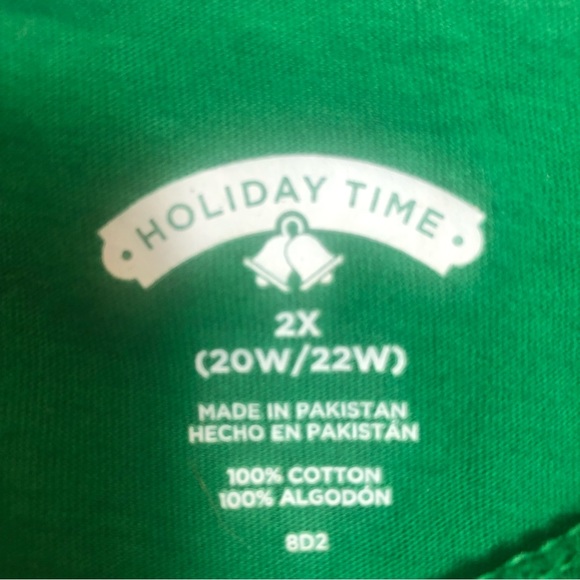 HOLIDAY TIME
2X
(20W/22W)
MADE IN PAKISTAN
HECHO EN PAKISTÁN
100% COTTON
100% ALGODÓN
8D2